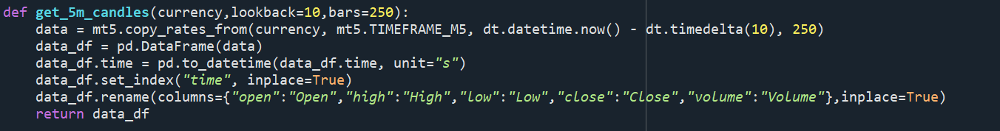 def get_5m_candles(currency,lookback=10,bars=250):
    data = mt5.copy_rates_from(currency, mt5.TIMEFRAME_M5, dt.datetime.now() - dt.timedelta(10), 250)
    data_df = pd.DataFrame(data)
    data_df.time = pd.to_datetime(data_df.time, unit="s")
    data_df.set_index("time", inplace=True)
    data_df.rename(columns={"open":"Open","high":"High","low":"Low","close":"Close","volume":"Volume"},inplace=True)
    return data_df